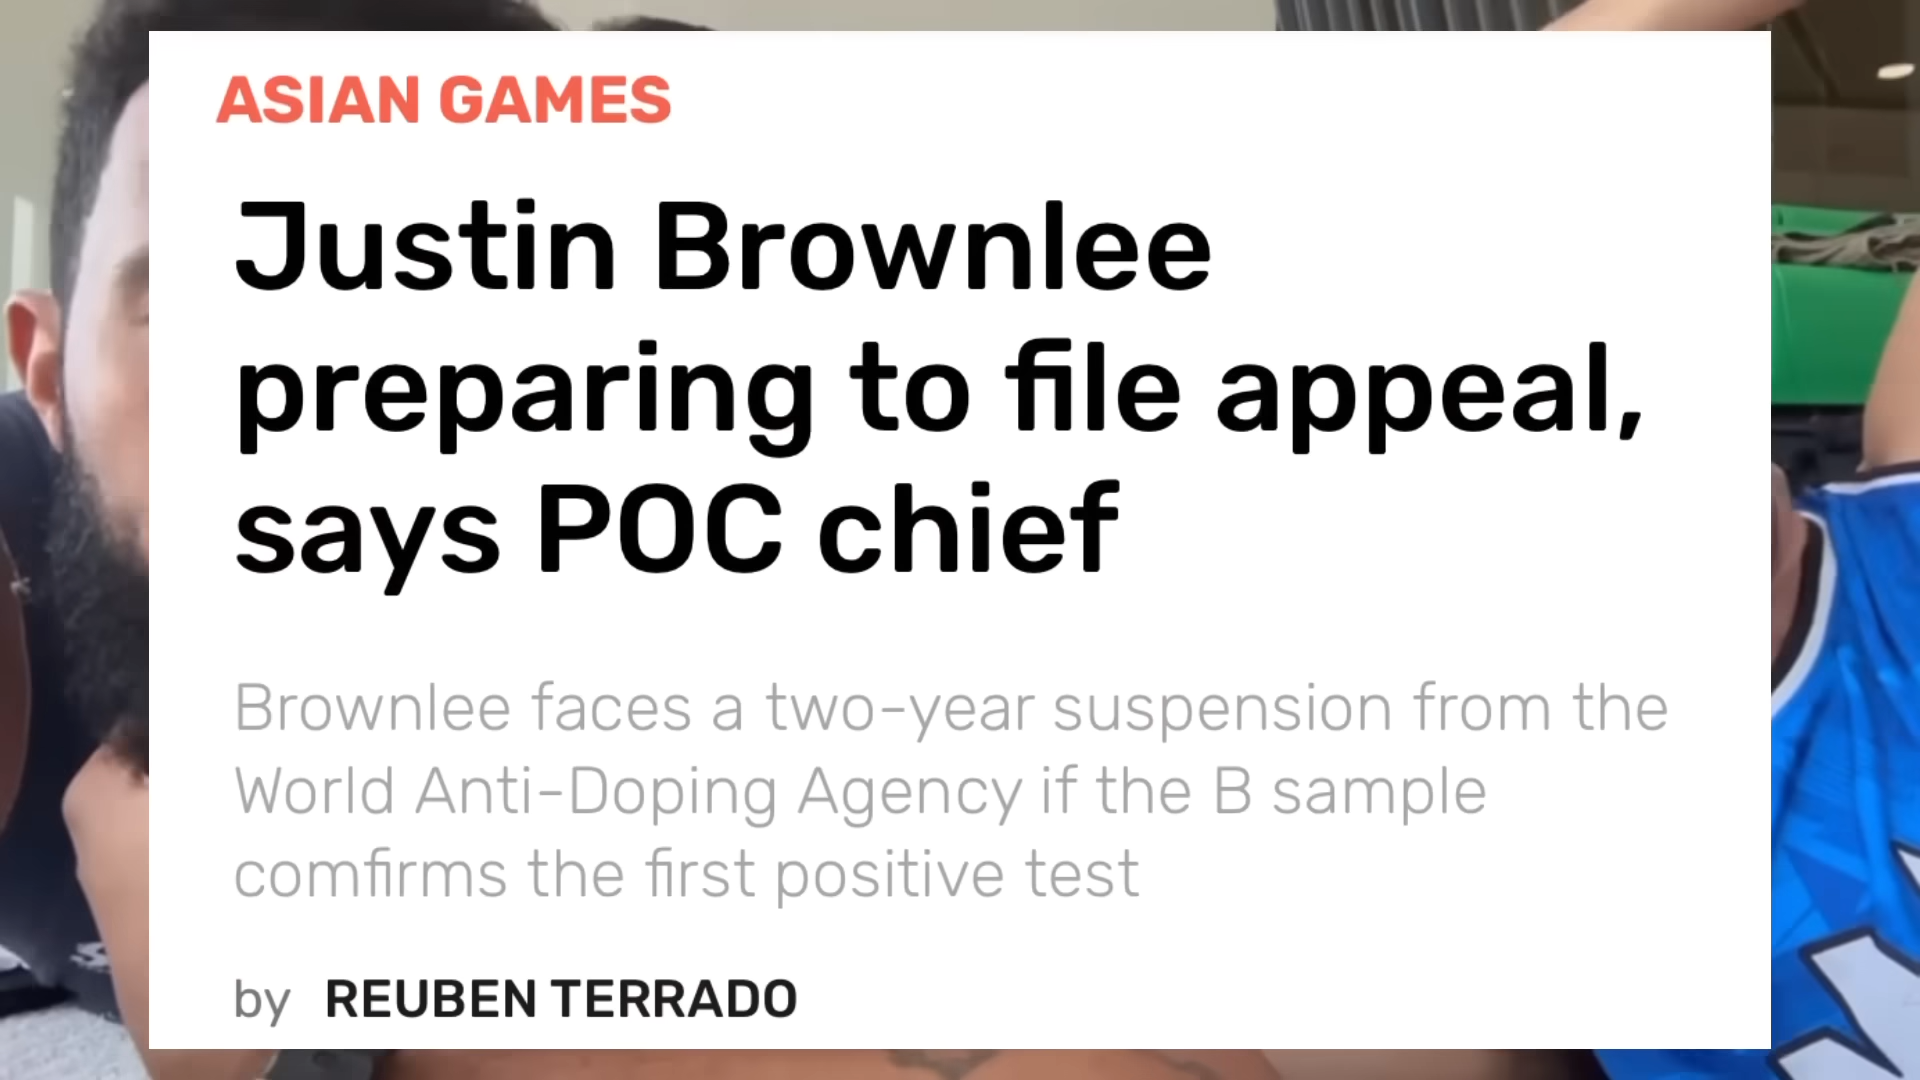 ASIAN GAMES
Justin Brownlee
preparing to file appeal,
says POC chief
Brownlee faces a two-year suspension from the
World Anti-Doping Agency if the B sample
comfirms the first positive test
by REUBEN TERRADO